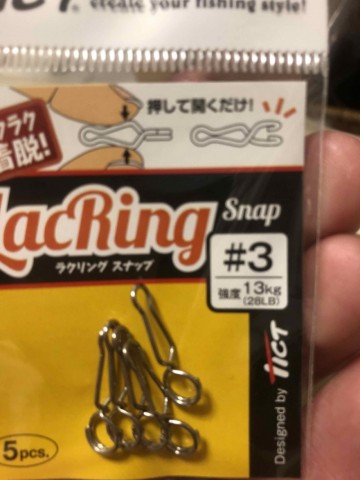 create your fishing style!
押して開くだけ!
ラク
着脱!
LacRing Snap
ラクリング スナップ
#3
強度 13kg
(28LB)
5pcs.
Designed by IICT